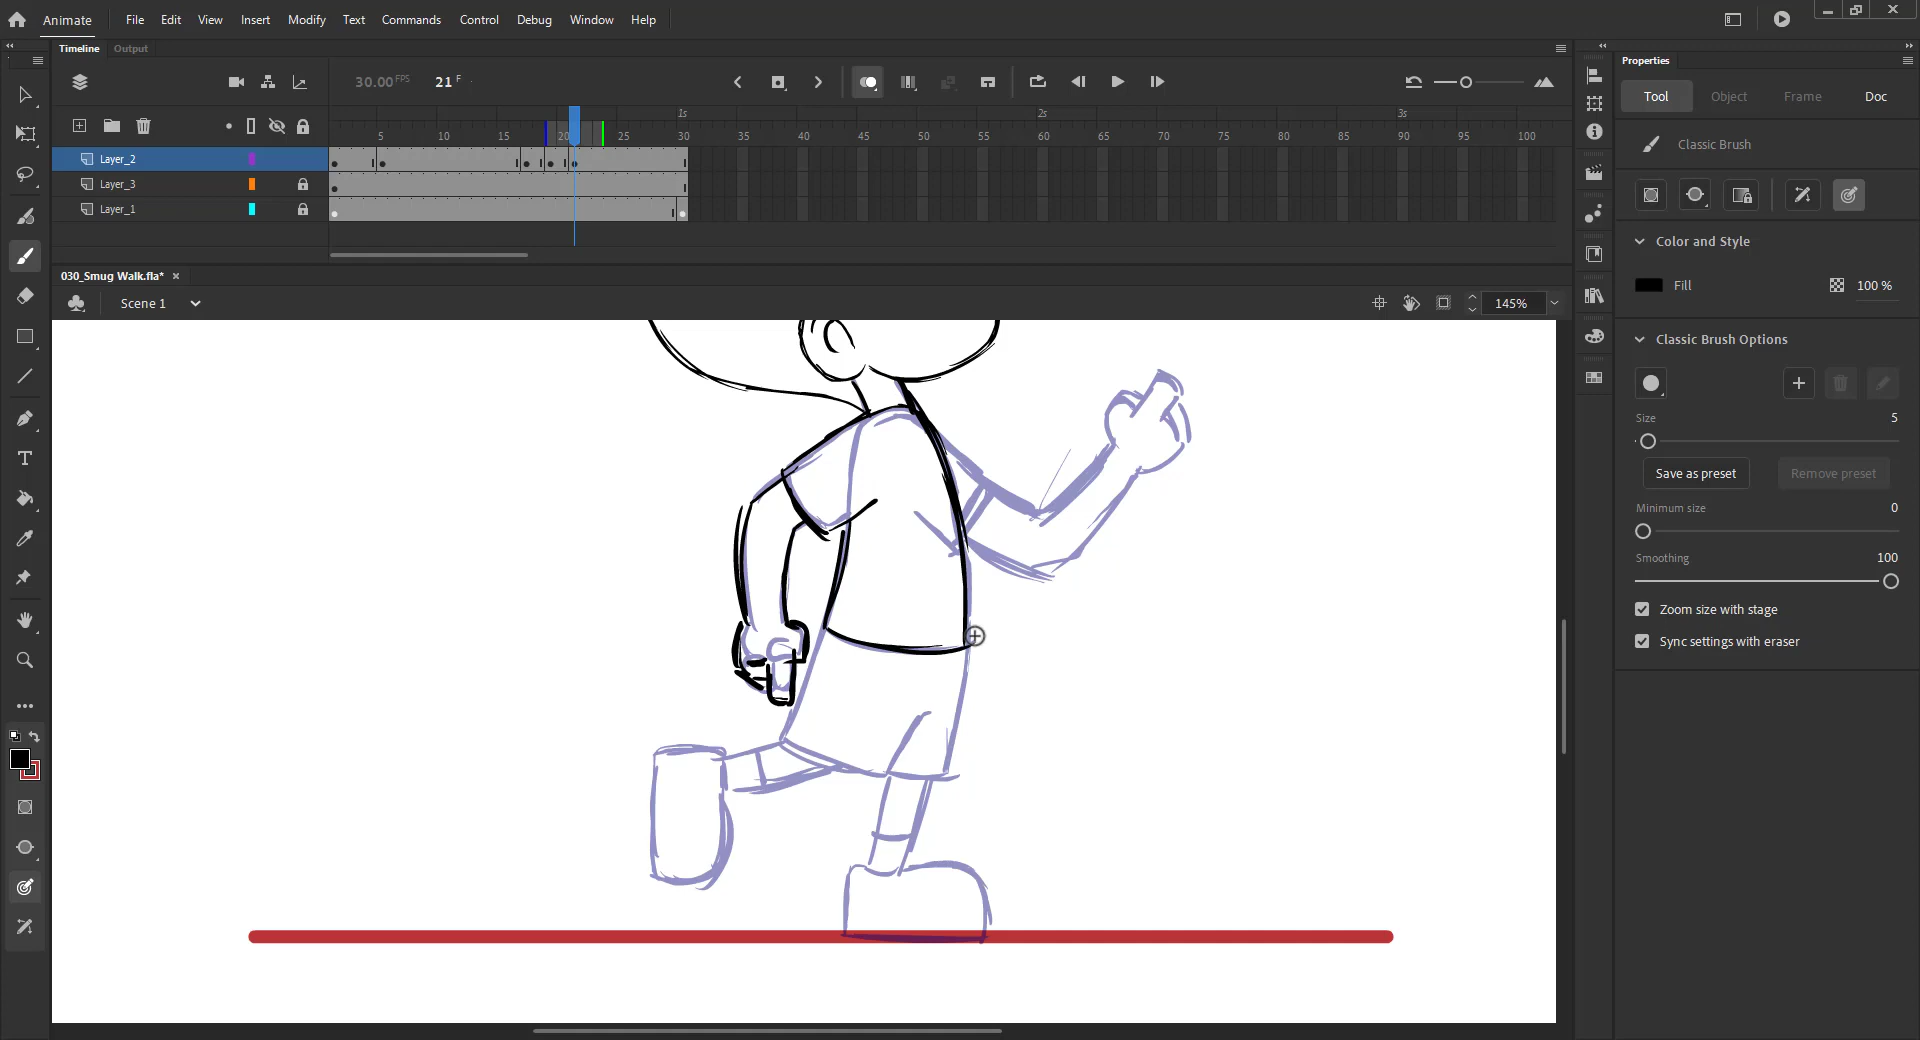 Animate File Edit View Insert Modify Text Commands Control Debug Window Help
Timeline Output
30.00 FPS 21 F
1s 2s 3s
5 10 15 20 25 30 35 40 45 50 55 60 65 70 75 80 85 90 95 100
Layer_2
Layer_3
Layer_1
030_Smug Walk.fla* ×
Scene 1
145%
Properties
Tool Object Frame Doc
Classic Brush
Color and Style
Fill 100 %
Classic Brush Options
Size 5
Save as preset Remove preset
Minimum size 0
Smoothing 100
Zoom size with stage
Sync settings with eraser